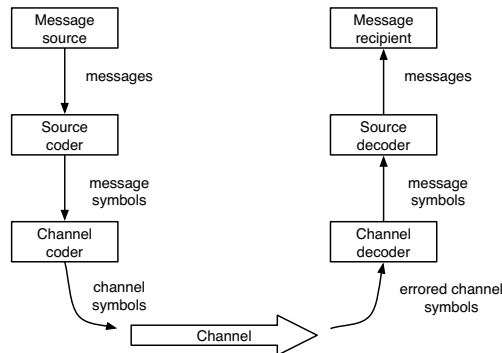 Message
source
messages
Source
coder
message
symbols
Channel
coder
channel
symbols
Channel
errored channel
symbols
Channel
decoder
message
symbols
Source
decoder
messages
Message
recipient